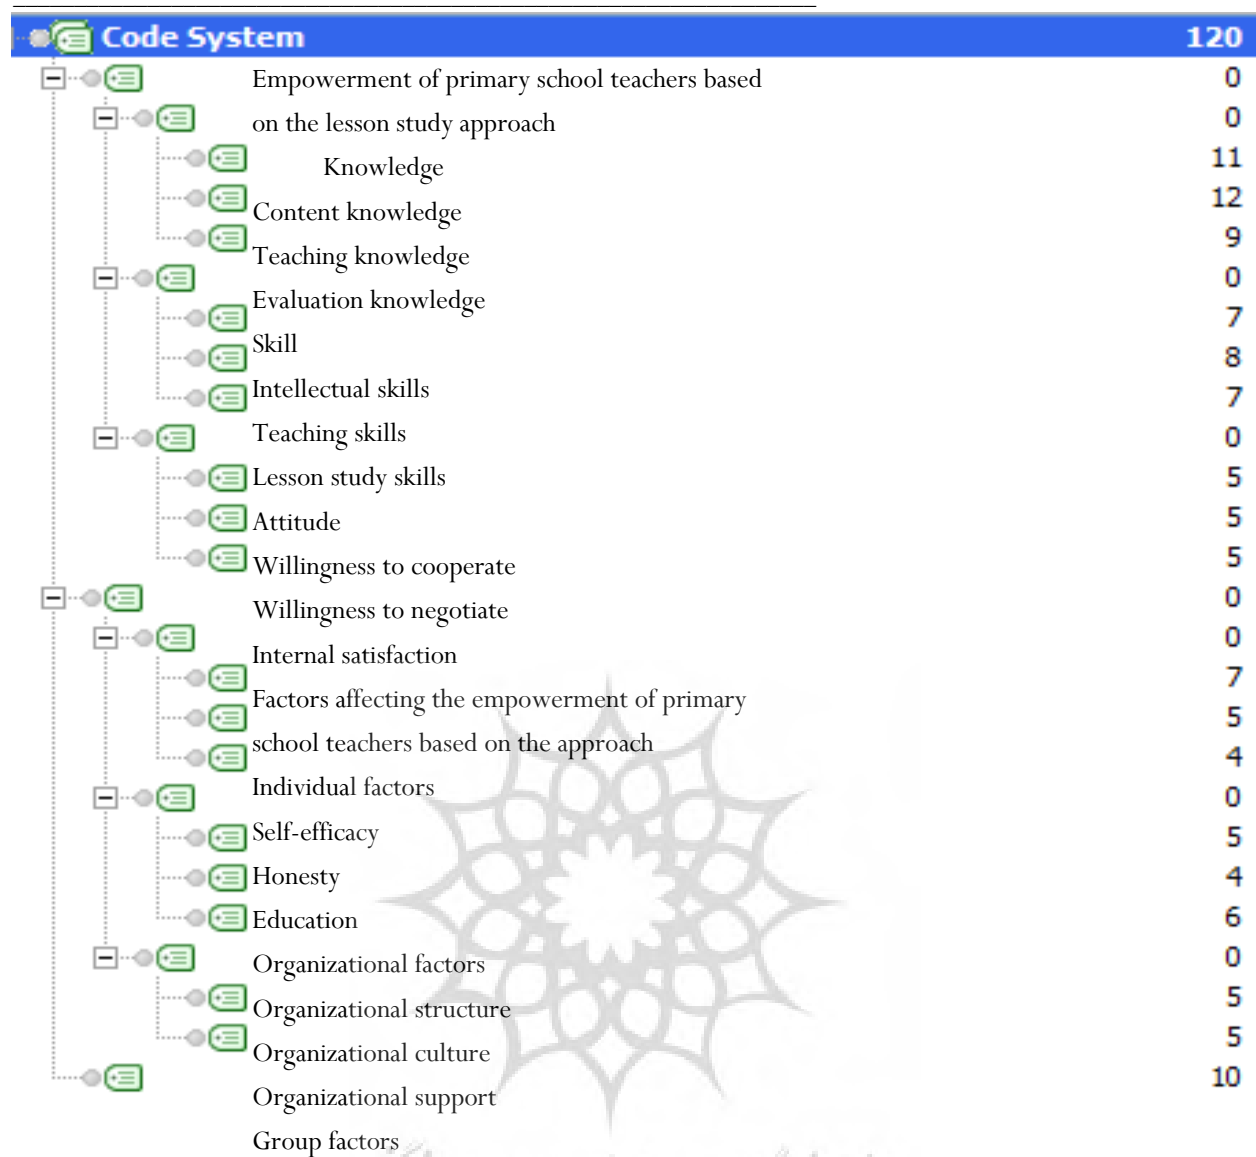 Code System 120
Empowerment of primary school teachers based
on the lesson study approach
Knowledge
Content knowledge
Teaching knowledge
Evaluation knowledge
Skill
Intellectual skills
Teaching skills
Lesson study skills
Attitude
Willingness to cooperate
Willingness to negotiate
Internal satisfaction
Factors affecting the empowerment of primary
school teachers based on the approach
Individual factors
Self-efficacy
Honesty
Education
Organizational factors
Organizational structure
Organizational culture
Organizational support
Group factors
0
0
11
12
9
0
7
8
7
0
5
5
5
0
0
7
5
4
0
5
4
6
0
5
5
10